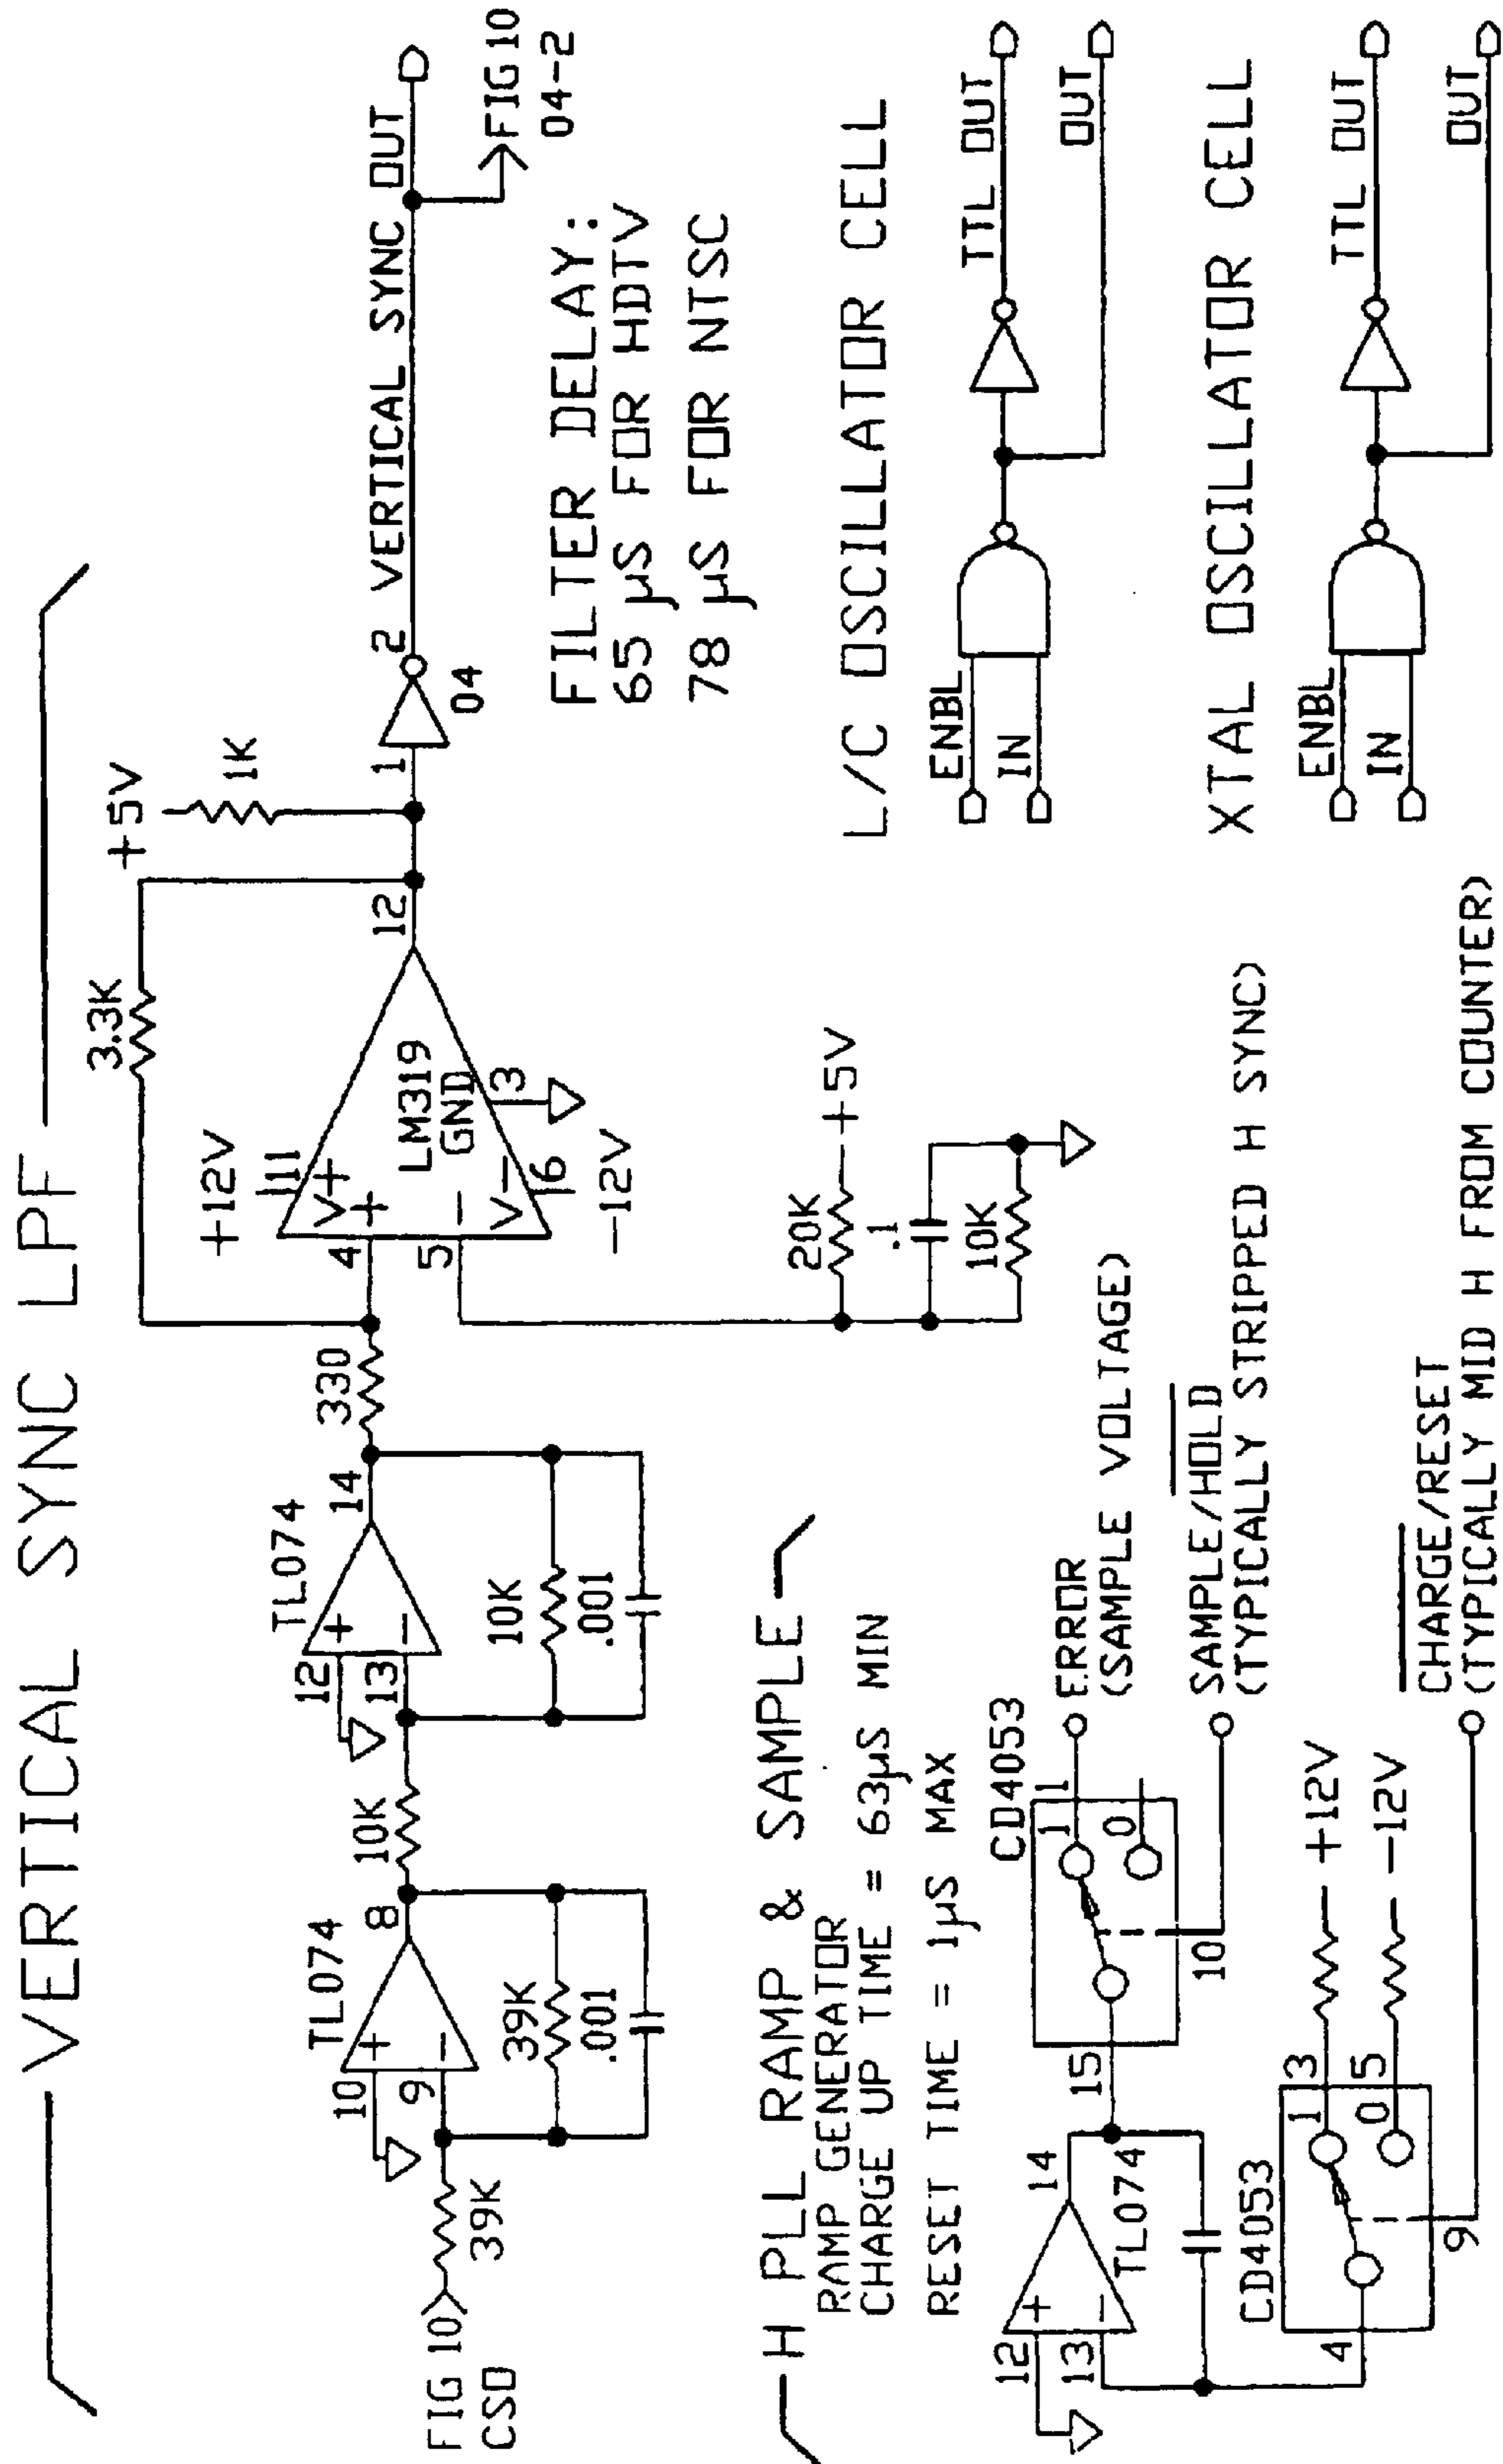 VERTICAL SYNC LPF
FIG 10
CSO
39K
10
9
TL074
8
39K
.001
10K
12
13
TL074
14
10K
.001
330
3.3K
+12V
11
V+
4
5
LM319
GND
3
V-
6
-12V
12
+5V
1K
20K
+5V
.1
10K
1
04
2
VERTICAL SYNC OUT
FIG 10
04-2
FILTER DELAY:
65 µS FOR HDTV
78 µS FOR NTSC
H PLL RAMP & SAMPLE
RAMP GENERATOR
CHARGE UP TIME = 63µS MIN
RESET TIME = 1µS MAX
12
13
14
TL074
15
CD4053
1
11
0
10
ERROR
(SAMPLE VOLTAGE)
SAMPLE/HOLD
(TYPICALLY STRIPPED H SYNC)
CD4053
4
1
3
+12V
0
5
-12V
9
CHARGE/RESET
(TYPICALLY MID H FROM COUNTER)
L/C OSCILLATOR CELL
ENBL
IN
TTL OUT
OUT
XTAL OSCILLATOR CELL
ENBL
IN
TTL OUT
OUT